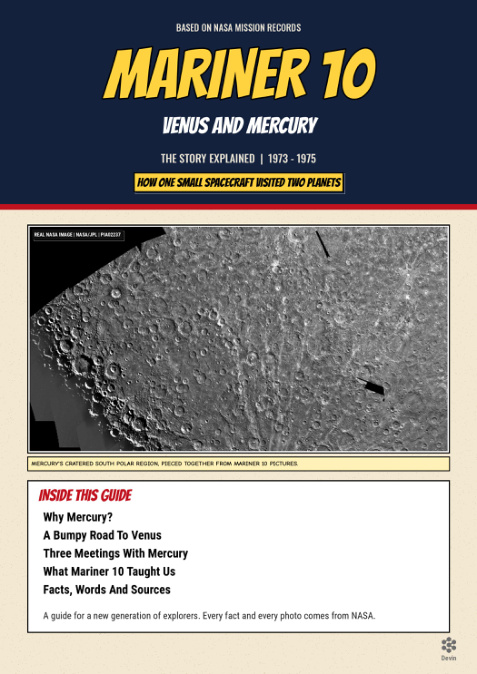 BASED ON NASA MISSION RECORDS
MARINER 10
VENUS AND MERCURY
THE STORY EXPLAINED | 1973 - 1975
HOW ONE SMALL SPACECRAFT VISITED TWO PLANETS
REAL NASA IMAGE | NASA/JPL | PIA02237
MERCURY'S CRATERED SOUTH POLAR REGION, PIECED TOGETHER FROM MARINER 10 PICTURES.
INSIDE THIS GUIDE
Why Mercury?
A Bumpy Road To Venus
Three Meetings With Mercury
What Mariner 10 Taught Us
Facts, Words And Sources
A guide for a new generation of explorers. Every fact and every photo comes from NASA.
Devin